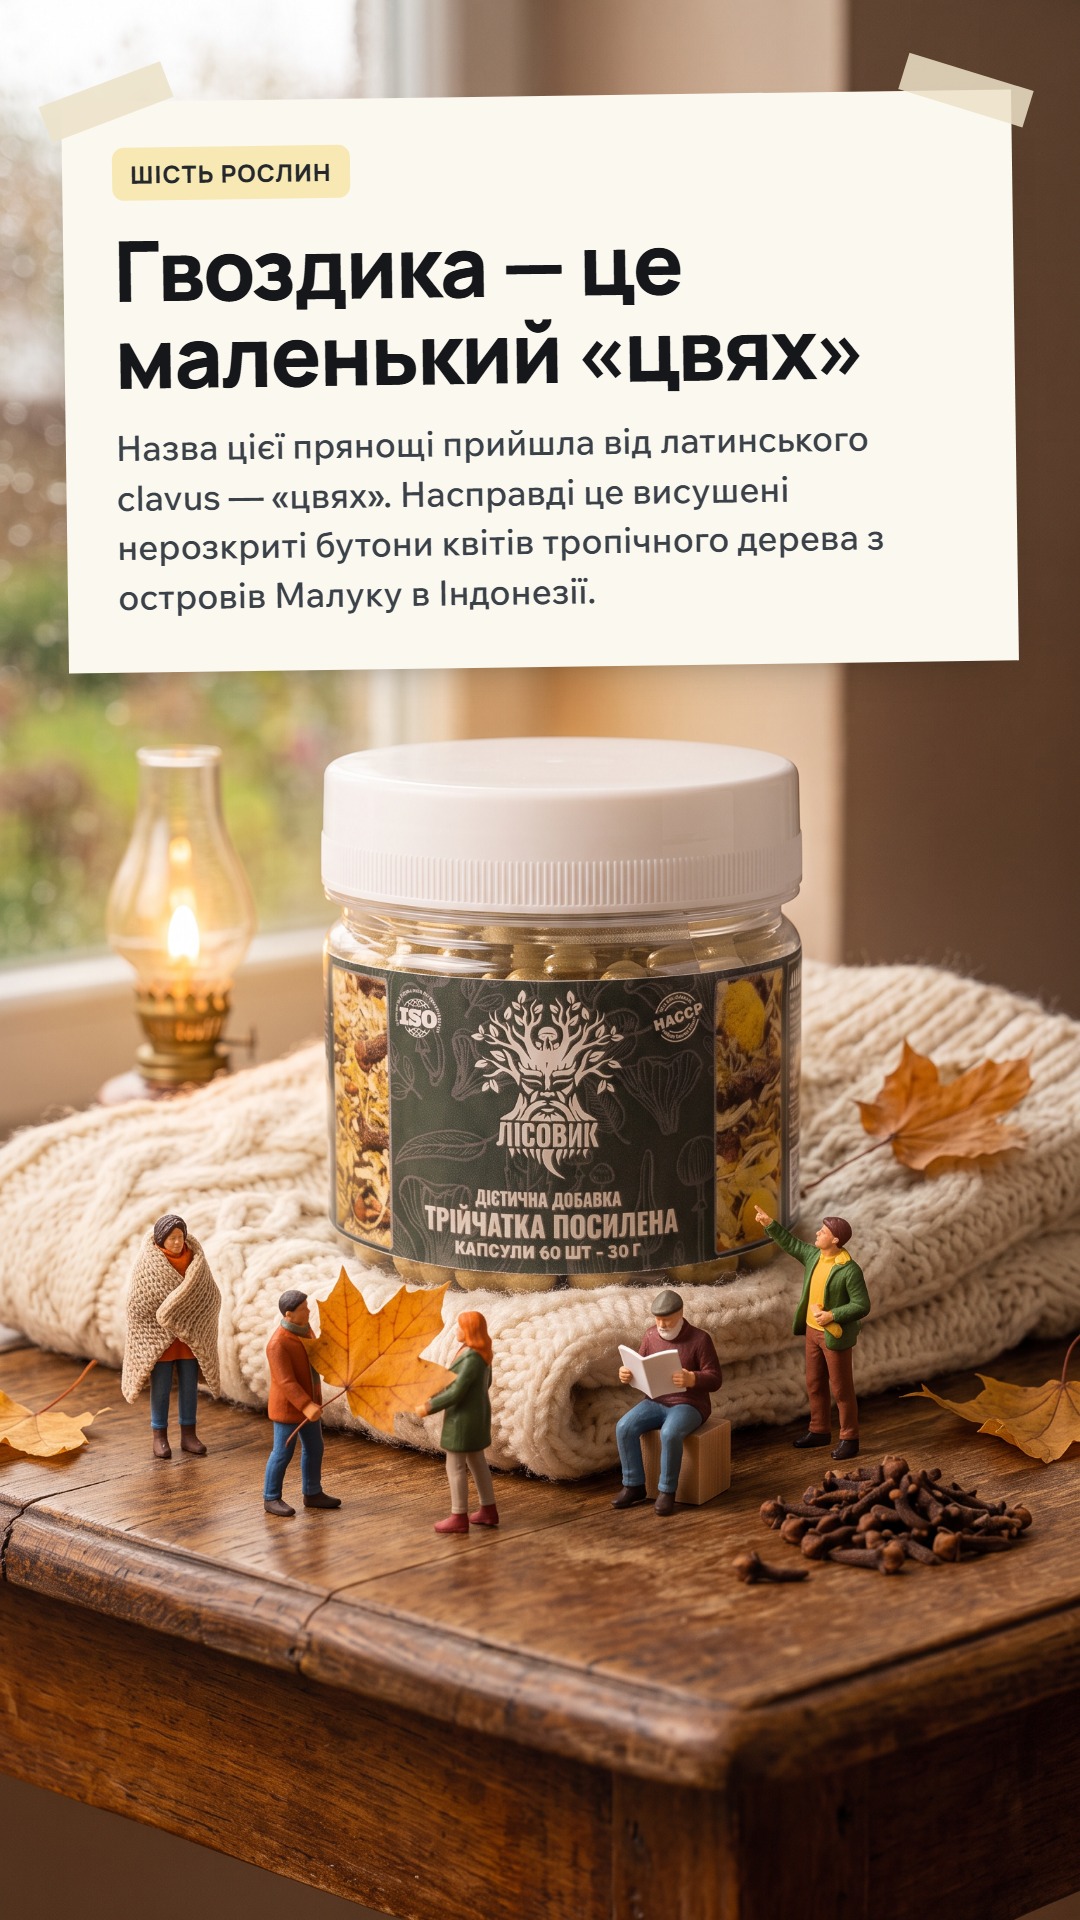 ШІСТЬ РОСЛИН
Гвоздика — це
маленький «цвях»
Назва цієї прянощі прийшла від латинського
clavus — «цвях». Насправді це висушені
нерозкриті бутони квітів тропічного дерева з
островів Малуку в Індонезії.
ISO
HACCP
ЛІСОВИК
ДІЄТИЧНА ДОБАВКА
ТРІЙЧАТКА ПОСИЛЕНА
КАПСУЛИ 60 ШТ - 30 Г